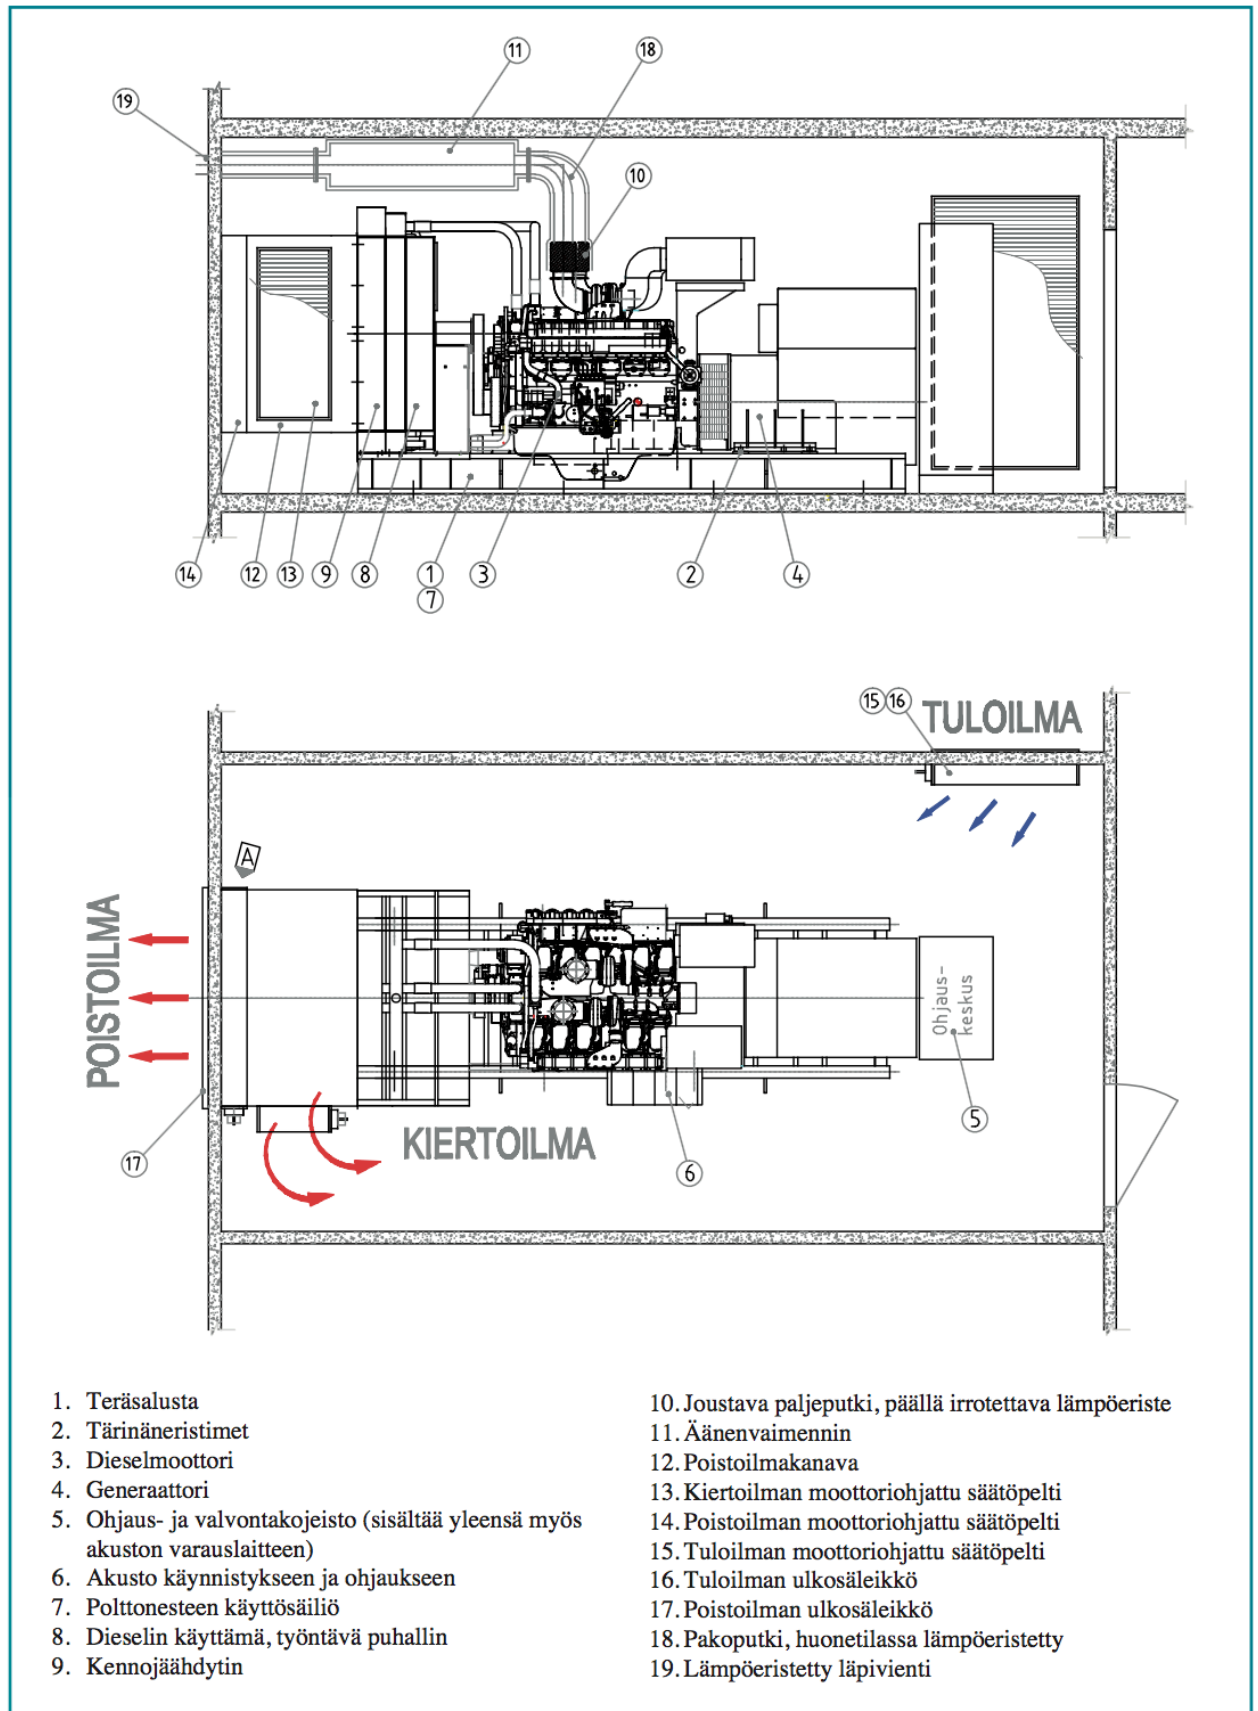 11
18
19
10
14
12
13
9
8
1
3
2
4
7
15
16
TULOILMA
A
POISTOILMA
Ohjaus-
keskus
5
KIERTOILMA
17
6
1. Teräsalusta
2. Tärinäneristimet
3. Dieselmoottori
4. Generaattori
5. Ohjaus- ja valvontakojeisto (sisältää yleensä myös
akuston varauslaitteen)
6. Akusto käynnistykseen ja ohjaukseen
7. Polttonesteen käyttösäiliö
8. Dieselin käyttämä, työntävä puhallin
9. Kennojäähdytin
10. Joustava paljeputki, päällä irrotettava lämpöeriste
11. Äänenvaimennin
12. Poistoilmakanava
13. Kiertoilman moottoriohjattu säätöpelti
14. Poistoilman moottoriohjattu säätöpelti
15. Tuloilman moottoriohjattu säätöpelti
16. Tuloilman ulkosäleikkö
17. Poistoilman ulkosäleikkö
18. Pakoputki, huonetilassa lämpöeristetty
19. Lämpöeristetty läpivienti